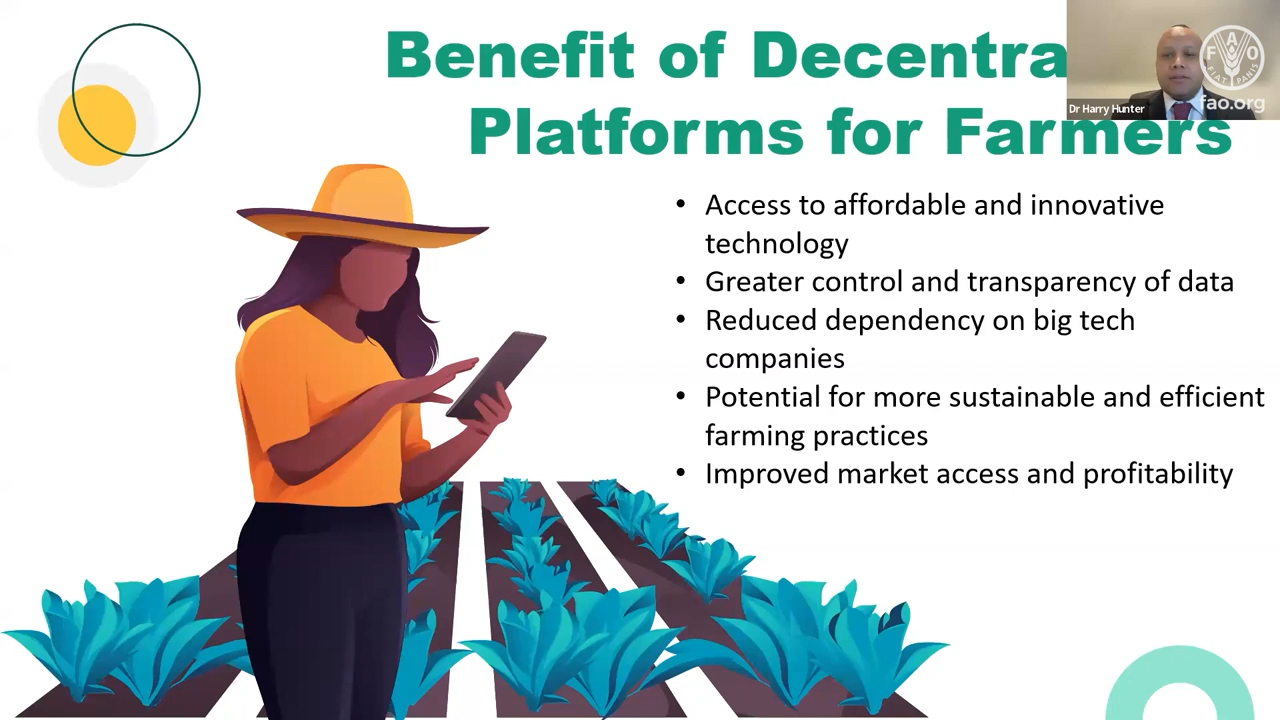 Benefit of Decentra
Platforms for Farmers
Dr Harry Hunter
F A O
FIAT PANIS
fao.org
• Access to affordable and innovative
technology
• Greater control and transparency of data
• Reduced dependency on big tech
companies
• Potential for more sustainable and efficient
farming practices
• Improved market access and profitability